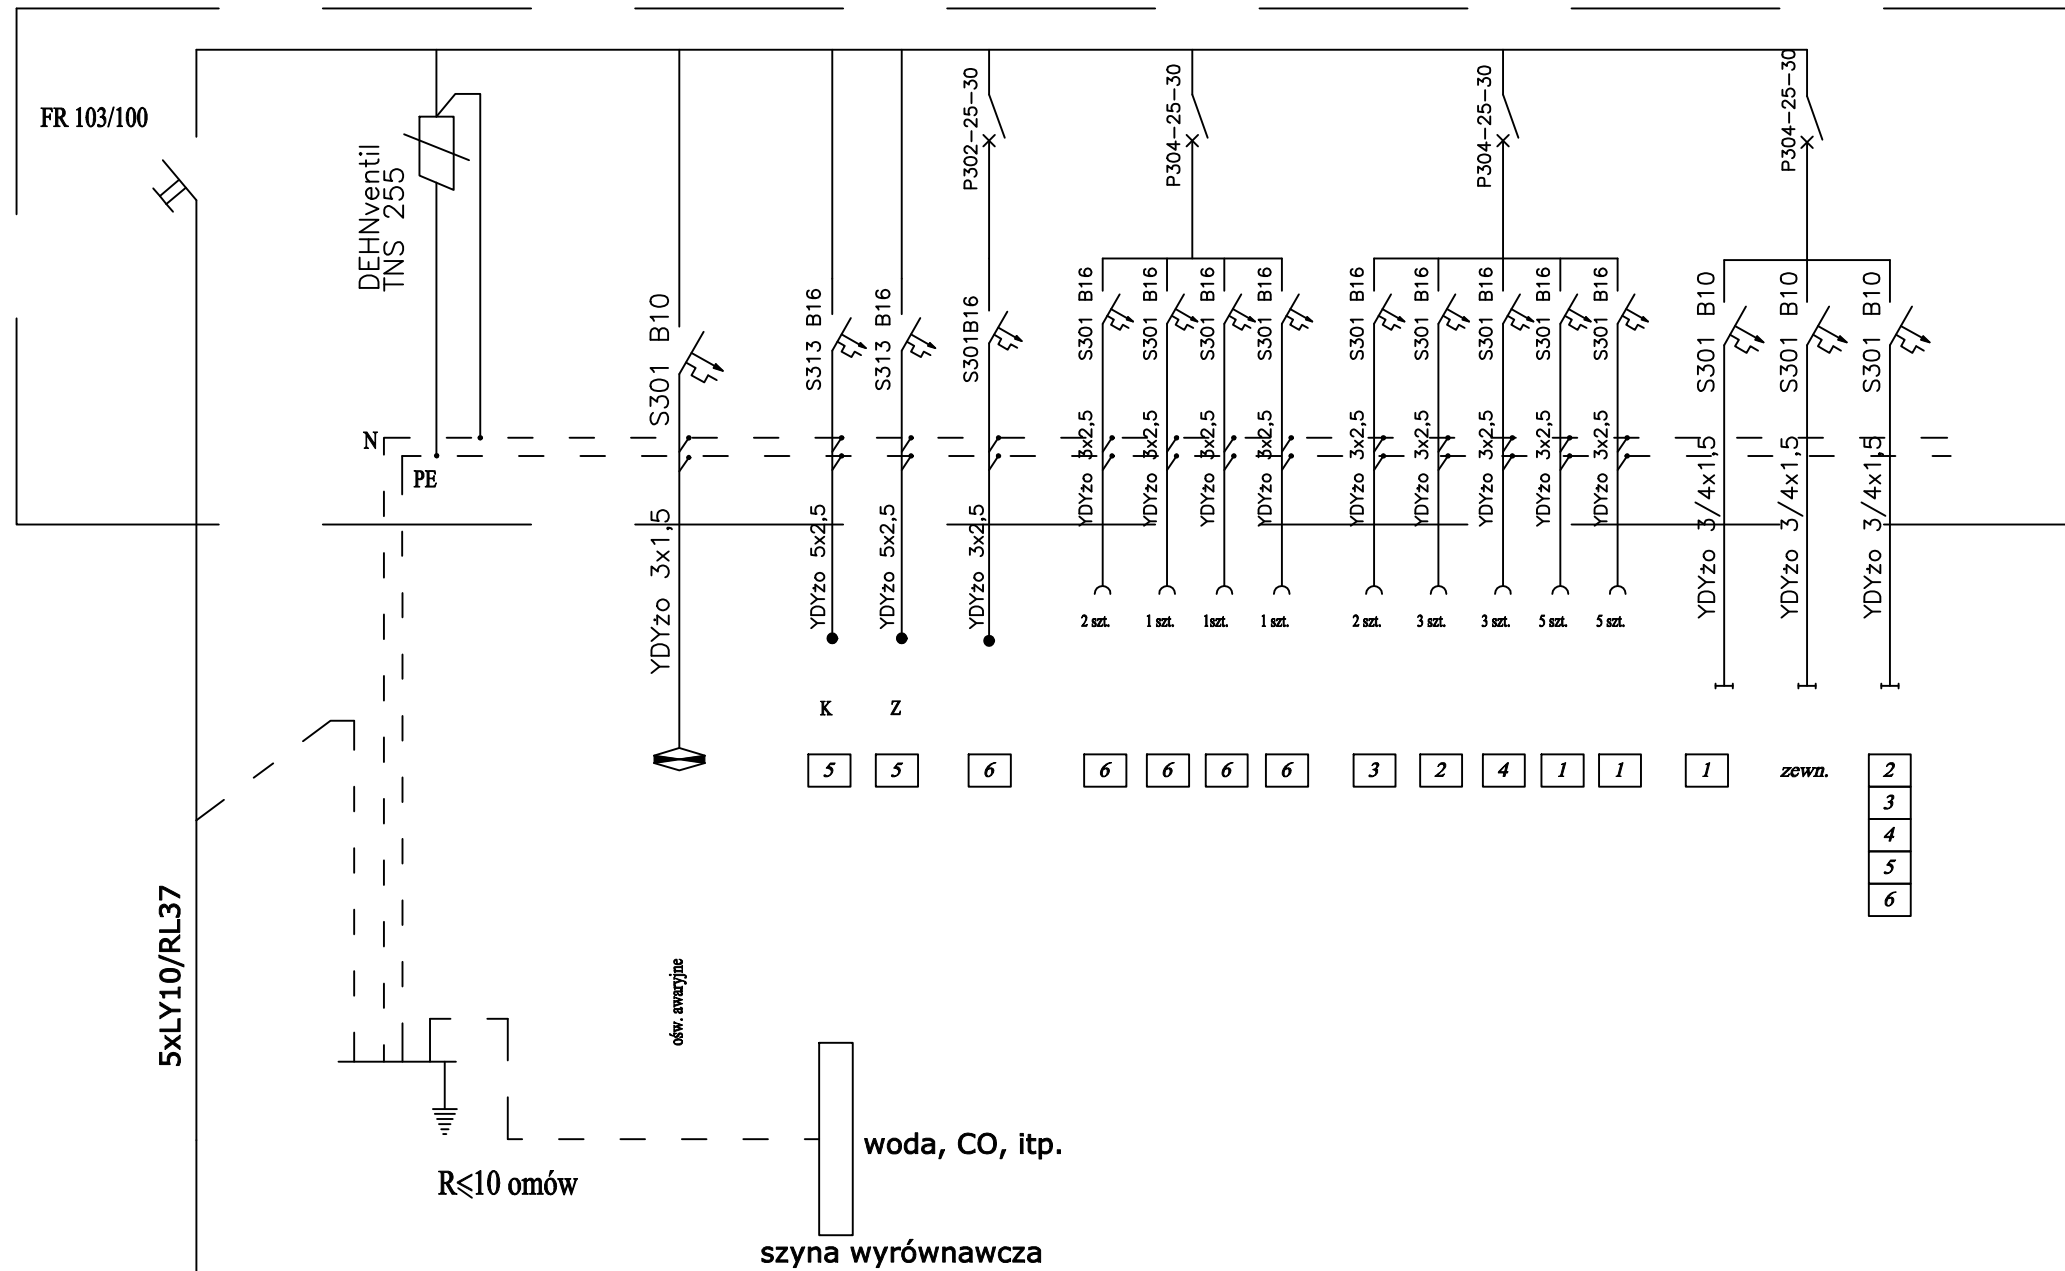 FR 103/100
DEHNventil
TNS 255
P302-25-30
P304-25-30
P304-25-30
P304-25-30
S301 B10
S313 B16
S313 B16
S301B16
S301 B16
S301 B16
S301 B16
S301 B16
S301 B16
S301 B16
S301 B16
S301 B16
S301 B16
S301 B10
S301 B10
S301 B10
N
PE
YDYżo 3x1,5
YDYżo 5x2,5
YDYżo 5x2,5
YDYżo 3x2,5
YDYżo 3x2,5
YDYżo 3x2,5
YDYżo 3x2,5
YDYżo 3x2,5
YDYżo 3x2,5
YDYżo 3x2,5
YDYżo 3x2,5
YDYżo 3x2,5
YDYżo 3x2,5
YDYżo 3/4x1,5
YDYżo 3/4x1,5
YDYżo 3/4x1,5
2 szt.
1 szt.
1szt.
1 szt.
2 szt.
3 szt.
3 szt.
5 szt.
5 szt.
K
Z
5
5
6
6
6
6
6
3
2
4
1
1
1
zewn.
2
3
4
5
6
5xLY10/RL37
ośw. awaryjne
woda, CO, itp.
R≤10 omów
szyna wyrównawcza